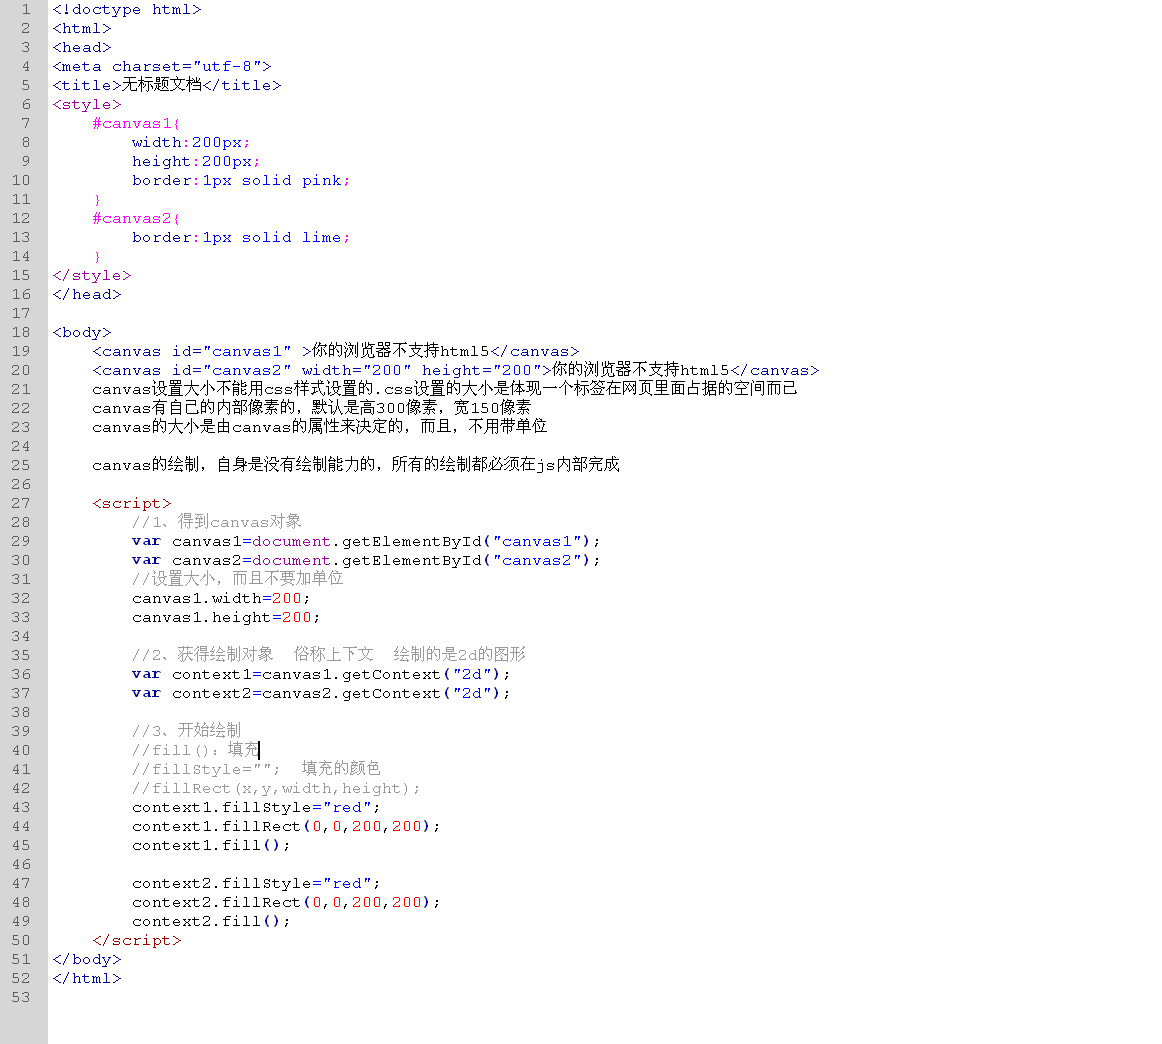 1 <!doctype html>
2 <html>
3 <head>
4 <meta charset="utf-8">
5 <title>无标题文档</title>
6 <style>
7     #canvas1{
8         width:200px;
9         height:200px;
10         border:1px solid pink;
11     }
12     #canvas2{
13         border:1px solid lime;
14     }
15 </style>
16 </head>
17
18 <body>
19     <canvas id="canvas1" >你的浏览器不支持html5</canvas>
20     <canvas id="canvas2" width="200" height="200">你的浏览器不支持html5</canvas>
21     canvas设置大小不能用css样式设置的.css设置的大小是体现一个标签在网页里面占据的空间而已
22     canvas有自己的内部像素的，默认是高300像素，宽150像素
23     canvas的大小是由canvas的属性来决定的，而且，不用带单位
24
25     canvas的绘制，自身是没有绘制能力的，所有的绘制都必须在js内部完成
26
27     <script>
28         //1、得到canvas对象
29         var canvas1=document.getElementById("canvas1");
30         var canvas2=document.getElementById("canvas2");
31         //设置大小，而且不要加单位
32         canvas1.width=200;
33         canvas1.height=200;
34
35         //2、获得绘制对象  俗称上下文  绘制的是2d的图形
36         var context1=canvas1.getContext("2d");
37         var context2=canvas2.getContext("2d");
38
39         //3、开始绘制
40         //fill()：填充
41         //fillStyle="";  填充的颜色
42         //fillRect(x,y,width,height);
43         context1.fillStyle="red";
44         context1.fillRect(0,0,200,200);
45         context1.fill();
46
47         context2.fillStyle="red";
48         context2.fillRect(0,0,200,200);
49         context2.fill();
50     </script>
51 </body>
52 </html>
53